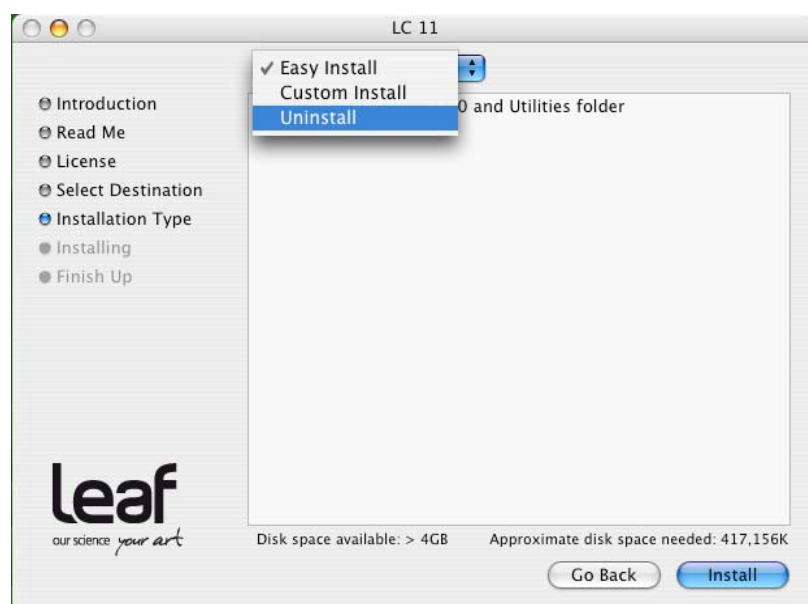 LC 11
✓ Easy Install
Custom Install
Uninstall
0 and Utilities folder
Introduction
Read Me
License
Select Destination
Installation Type
Installing
Finish Up
leaf
our science your art
Disk space available: > 4GB
Approximate disk space needed: 417,156K
Go Back
Install